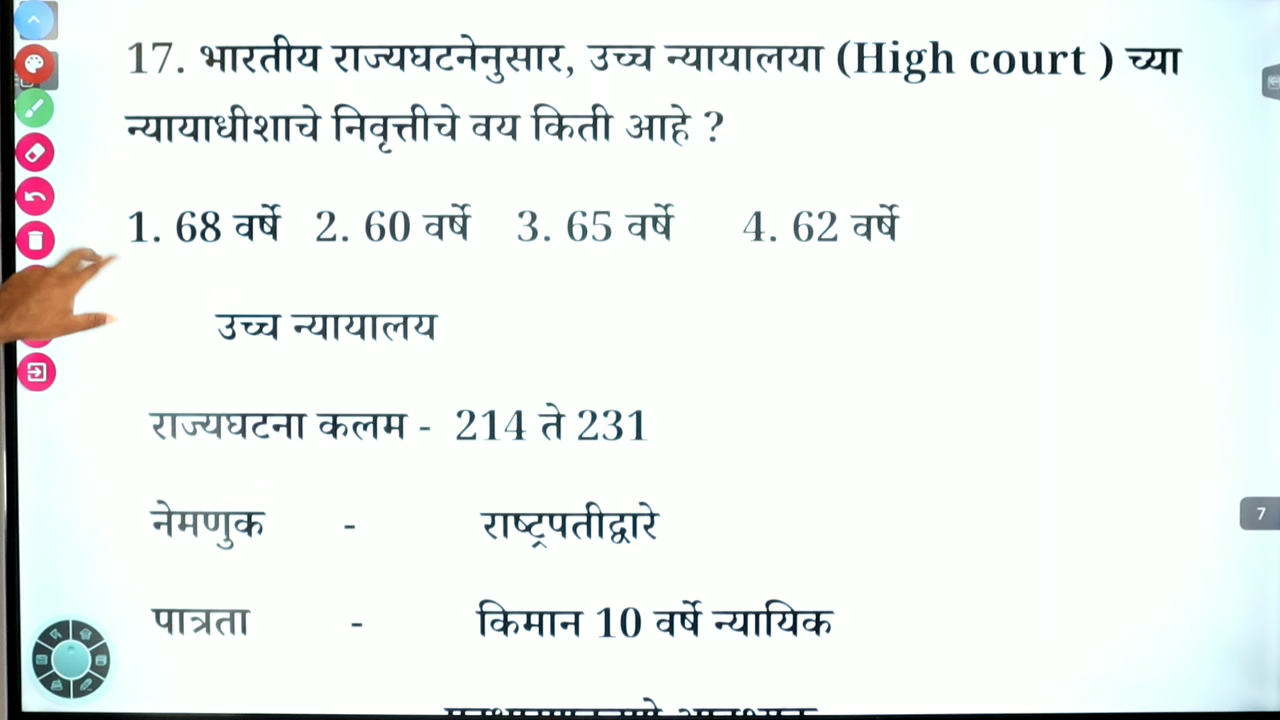 17. भारतीय राज्यघटनेनुसार, उच्च न्यायालया (High court ) च्या
न्यायाधीशाचे निवृत्तीचे वय किती आहे ?
1. 68 वर्षे 2. 60 वर्षे 3. 65 वर्षे 4. 62 वर्षे
उच्च न्यायालय
राज्यघटना कलम - 214 ते 231
7
नेमणुक - राष्ट्रपतीद्वारे
पात्रता - किमान 10 वर्षे न्यायिक